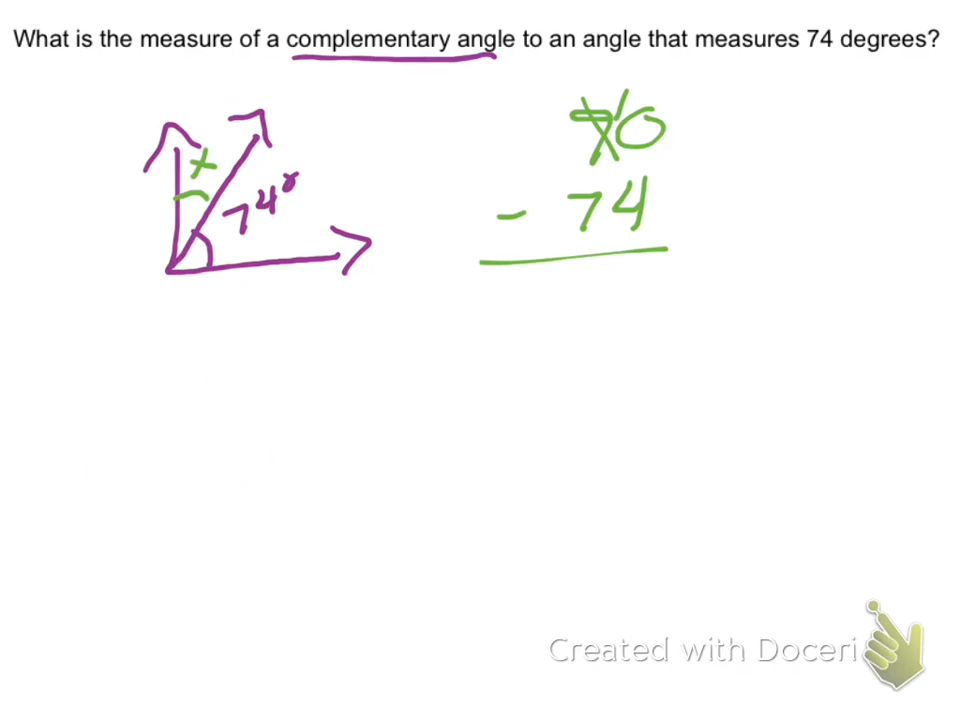 What is the measure of a complementary angle to an angle that measures 74 degrees?
x
74°
- 74
Created with Doceri